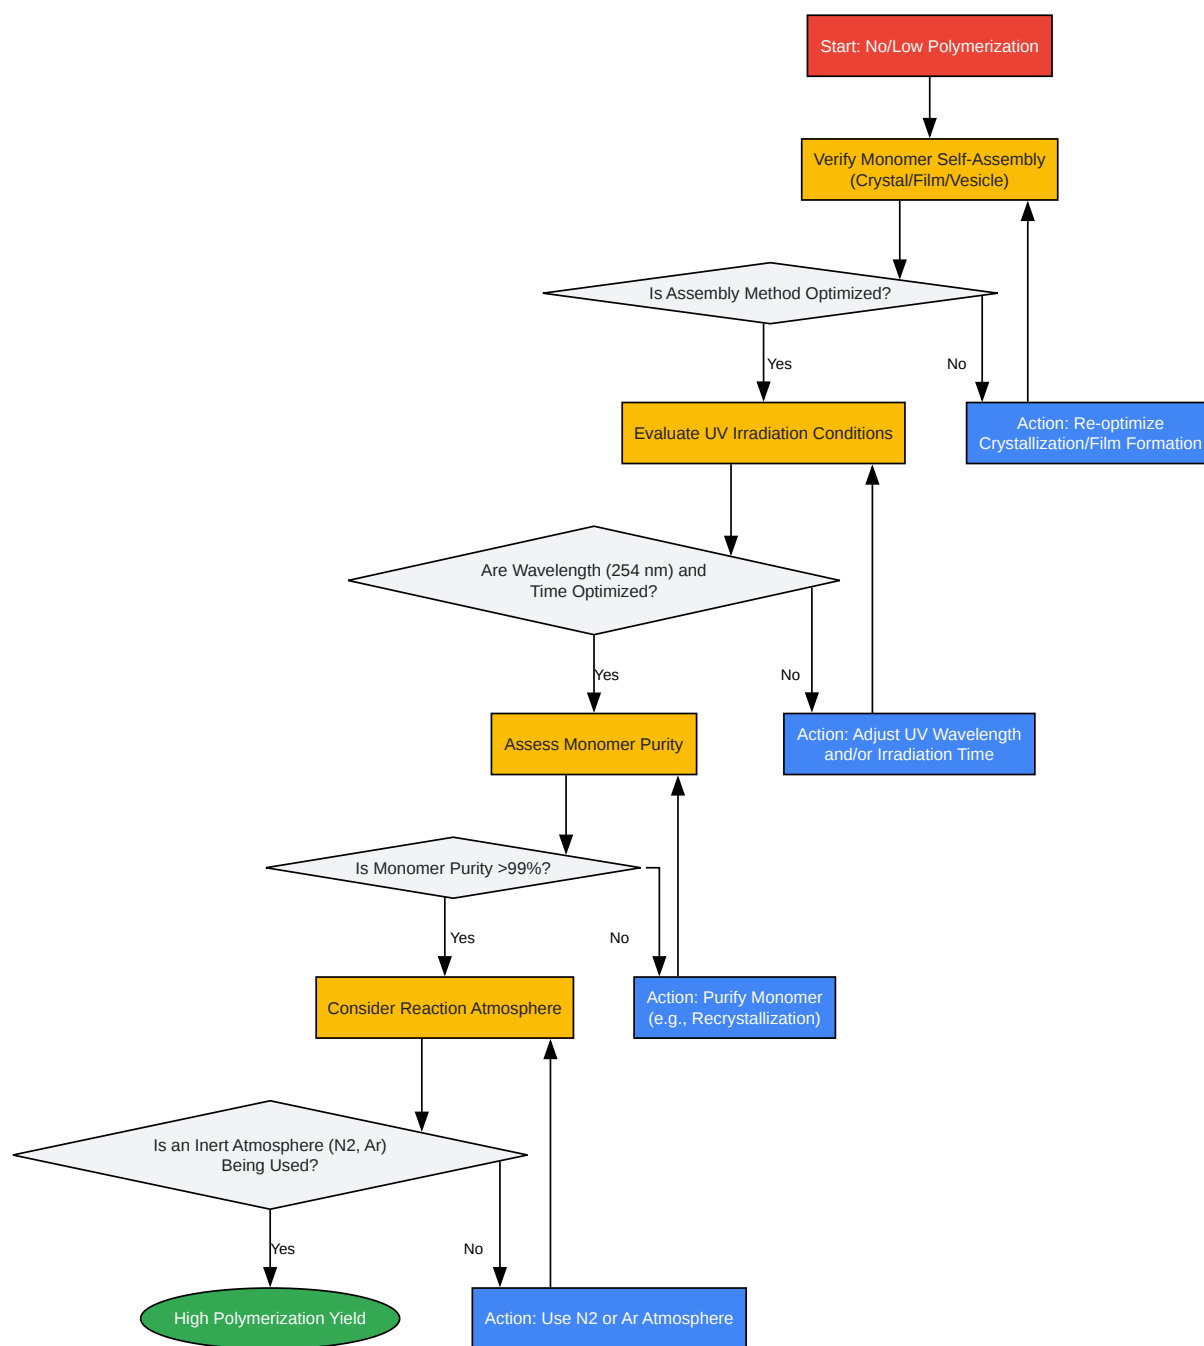 Start: No/Low Polymerization
Verify Monomer Self-Assembly
(Crystal/Film/Vesicle)
Is Assembly Method Optimized?
Yes
No
Evaluate UV Irradiation Conditions
Action: Re-optimize
Crystallization/Film Formation
Are Wavelength (254 nm) and
Time Optimized?
Yes
No
Assess Monomer Purity
Action: Adjust UV Wavelength
and/or Irradiation Time
Is Monomer Purity >99%?
Yes
No
Consider Reaction Atmosphere
Action: Purify Monomer
(e.g., Recrystallization)
Is an Inert Atmosphere (N2, Ar)
Being Used?
Yes
No
High Polymerization Yield
Action: Use N2 or Ar Atmosphere